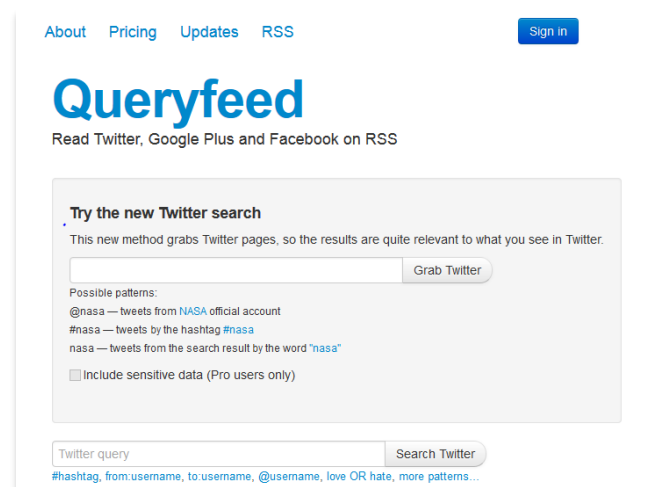 About Pricing Updates RSS Sign in
Queryfeed
Read Twitter, Google Plus and Facebook on RSS
Try the new Twitter search
This new method grabs Twitter pages, so the results are quite relevant to what you see in Twitter.
Grab Twitter
Possible patterns:
@nasa — tweets from NASA official account
#nasa — tweets by the hashtag #nasa
nasa — tweets from the search result by the word "nasa"
Include sensitive data (Pro users only)
Twitter query Search Twitter
#hashtag, from:username, to:username, @username, love OR hate, more patterns...